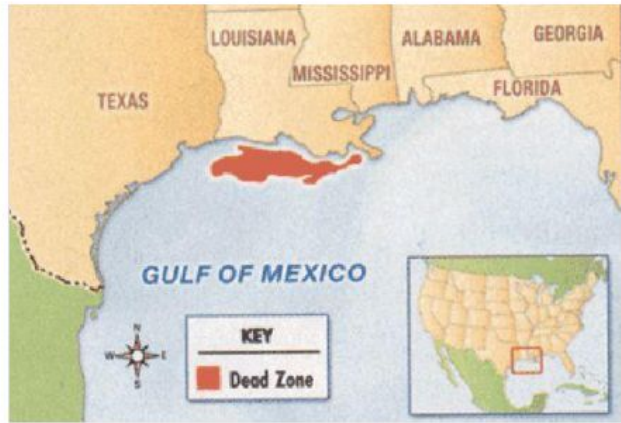 LOUISIANA
ALABAMA
GEORGIA
MISSISSIPPI
FLORIDA
TEXAS
GULF OF MEXICO
N
W E
S
KEY
Dead Zone